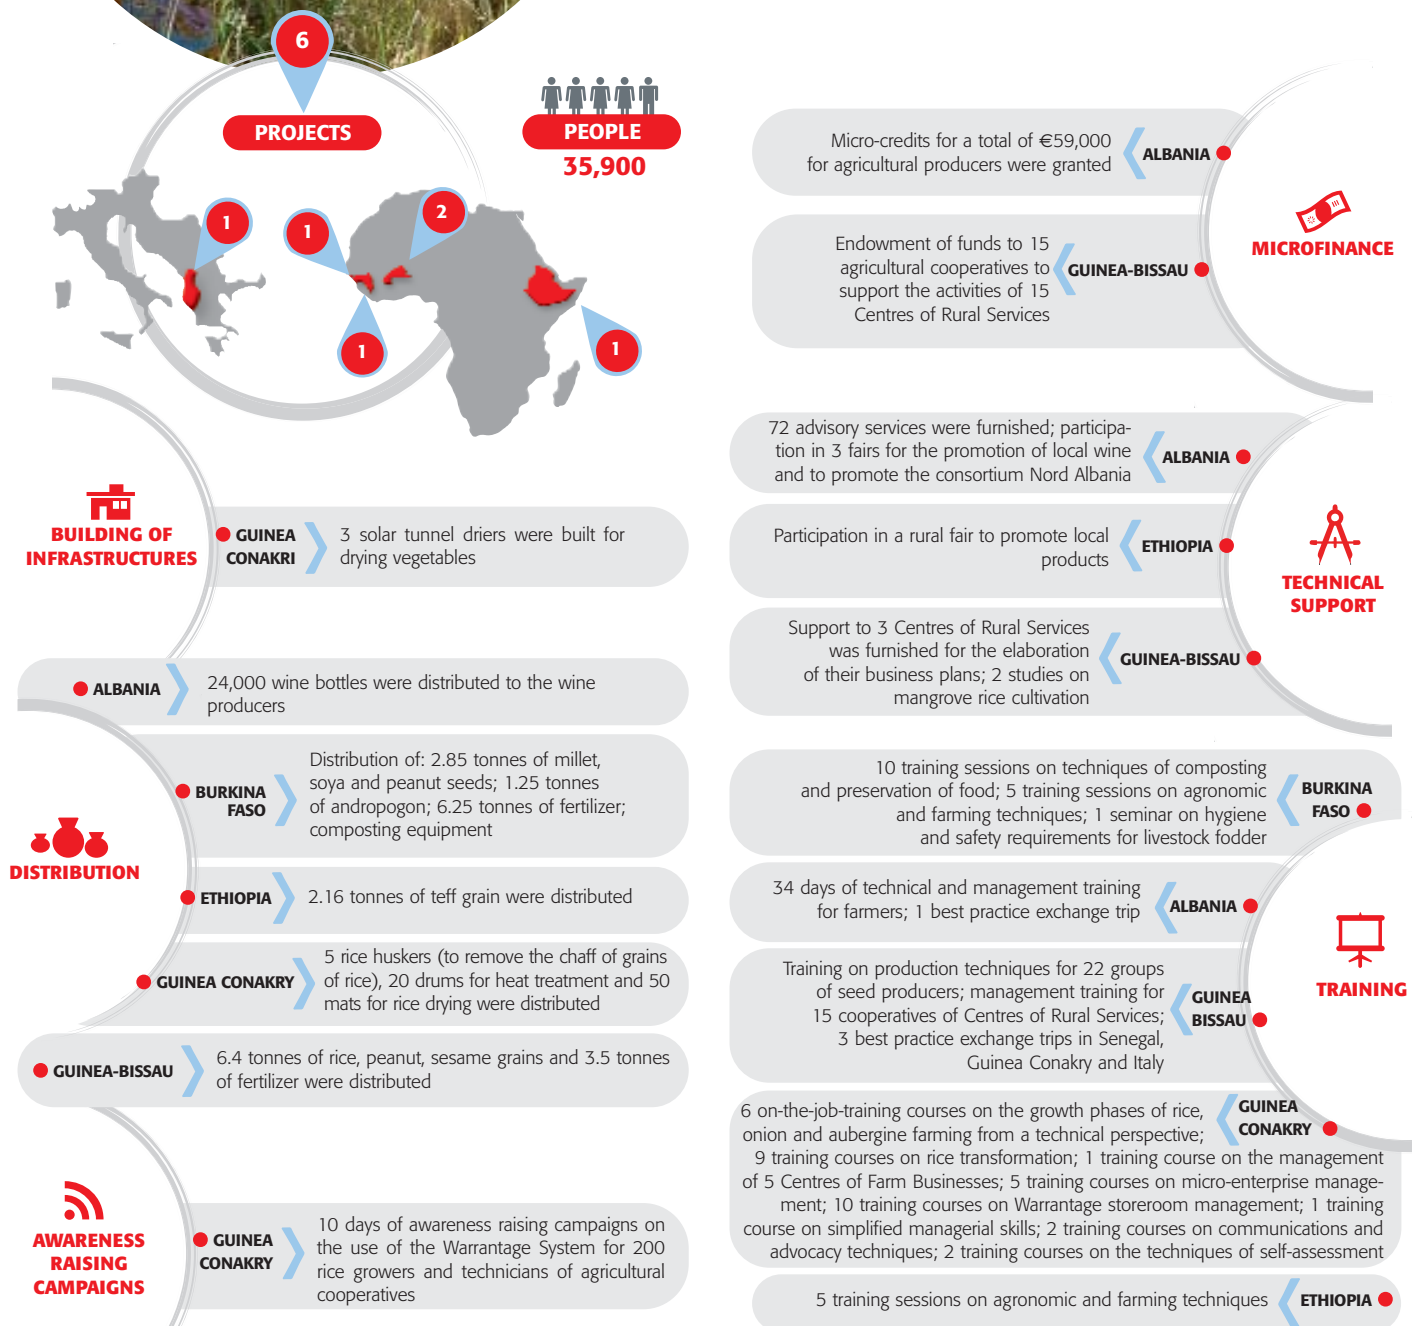 6
PROJECTS
PEOPLE
35,900
1
1
2
1
1
BUILDING OF
INFRASTRUCTURES
GUINEA
CONAKRI
3 solar tunnel driers were built for
drying vegetables
ALBANIA
24,000 wine bottles were distributed to the wine
producers
DISTRIBUTION
BURKINA
FASO
Distribution of: 2.85 tonnes of millet,
soya and peanut seeds; 1.25 tonnes
of andropogon; 6.25 tonnes of fertilizer;
composting equipment
ETHIOPIA
2.16 tonnes of teff grain were distributed
GUINEA CONAKRY
5 rice huskers (to remove the chaff of grains
of rice), 20 drums for heat treatment and 50
mats for rice drying were distributed
GUINEA-BISSAU
6.4 tonnes of rice, peanut, sesame grains and 3.5 tonnes
of fertilizer were distributed
AWARENESS
RAISING
CAMPAIGNS
GUINEA
CONAKRY
10 days of awareness raising campaigns on
the use of the Warrantage System for 200
rice growers and technicians of agricultural
cooperatives
Micro-credits for a total of €59,000
for agricultural producers were granted
ALBANIA
MICROFINANCE
Endowment of funds to 15
agricultural cooperatives to
support the activities of 15
Centres of Rural Services
GUINEA-BISSAU
72 advisory services were furnished; participa-
tion in 3 fairs for the promotion of local wine
and to promote the consortium Nord Albania
ALBANIA
Participation in a rural fair to promote local
products
ETHIOPIA
TECHNICAL
SUPPORT
Support to 3 Centres of Rural Services
was furnished for the elaboration
of their business plans; 2 studies on
mangrove rice cultivation
GUINEA-BISSAU
10 training sessions on techniques of composting
and preservation of food; 5 training sessions on agronomic
and farming techniques; 1 seminar on hygiene
and safety requirements for livestock fodder
BURKINA
FASO
34 days of technical and management training
for farmers; 1 best practice exchange trip
ALBANIA
TRAINING
Training on production techniques for 22 groups
of seed producers; management training for
15 cooperatives of Centres of Rural Services;
3 best practice exchange trips in Senegal,
Guinea Conakry and Italy
GUINEA
BISSAU
6 on-the-job-training courses on the growth phases of rice,
onion and aubergine farming from a technical perspective;
9 training courses on rice transformation; 1 training course on the management
of 5 Centres of Farm Businesses; 5 training courses on micro-enterprise manage-
ment; 10 training courses on Warrantage storeroom management; 1 training
course on simplified managerial skills; 2 training courses on communications and
advocacy techniques; 2 training courses on the techniques of self-assessment
GUINEA
CONAKRY
5 training sessions on agronomic and farming techniques
ETHIOPIA